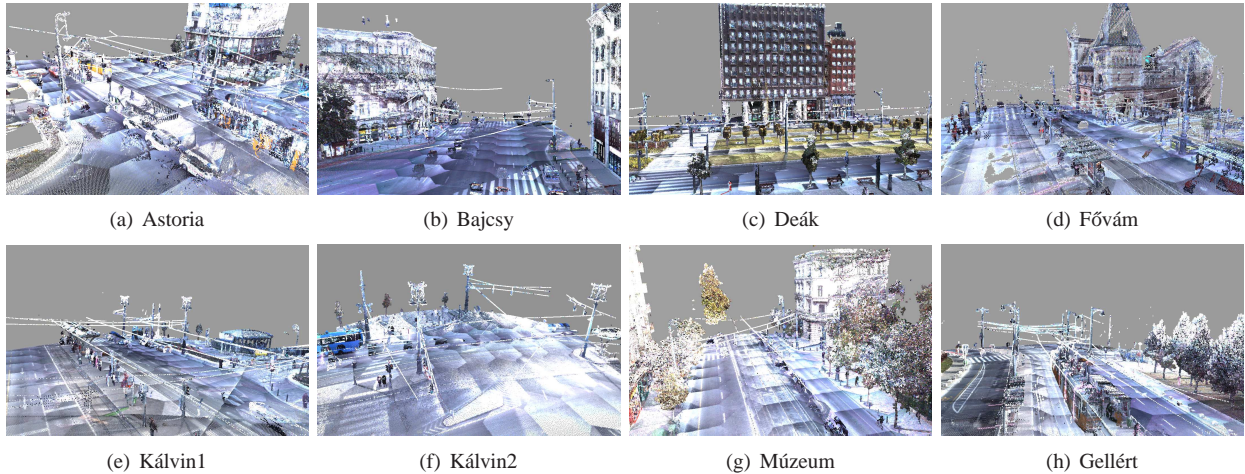 (a) Astoria
(b) Bajcsy
(c) Deák
(d) Fővám
(e) Kálvin1
(f) Kálvin2
(g) Múzeum
(h) Gellért